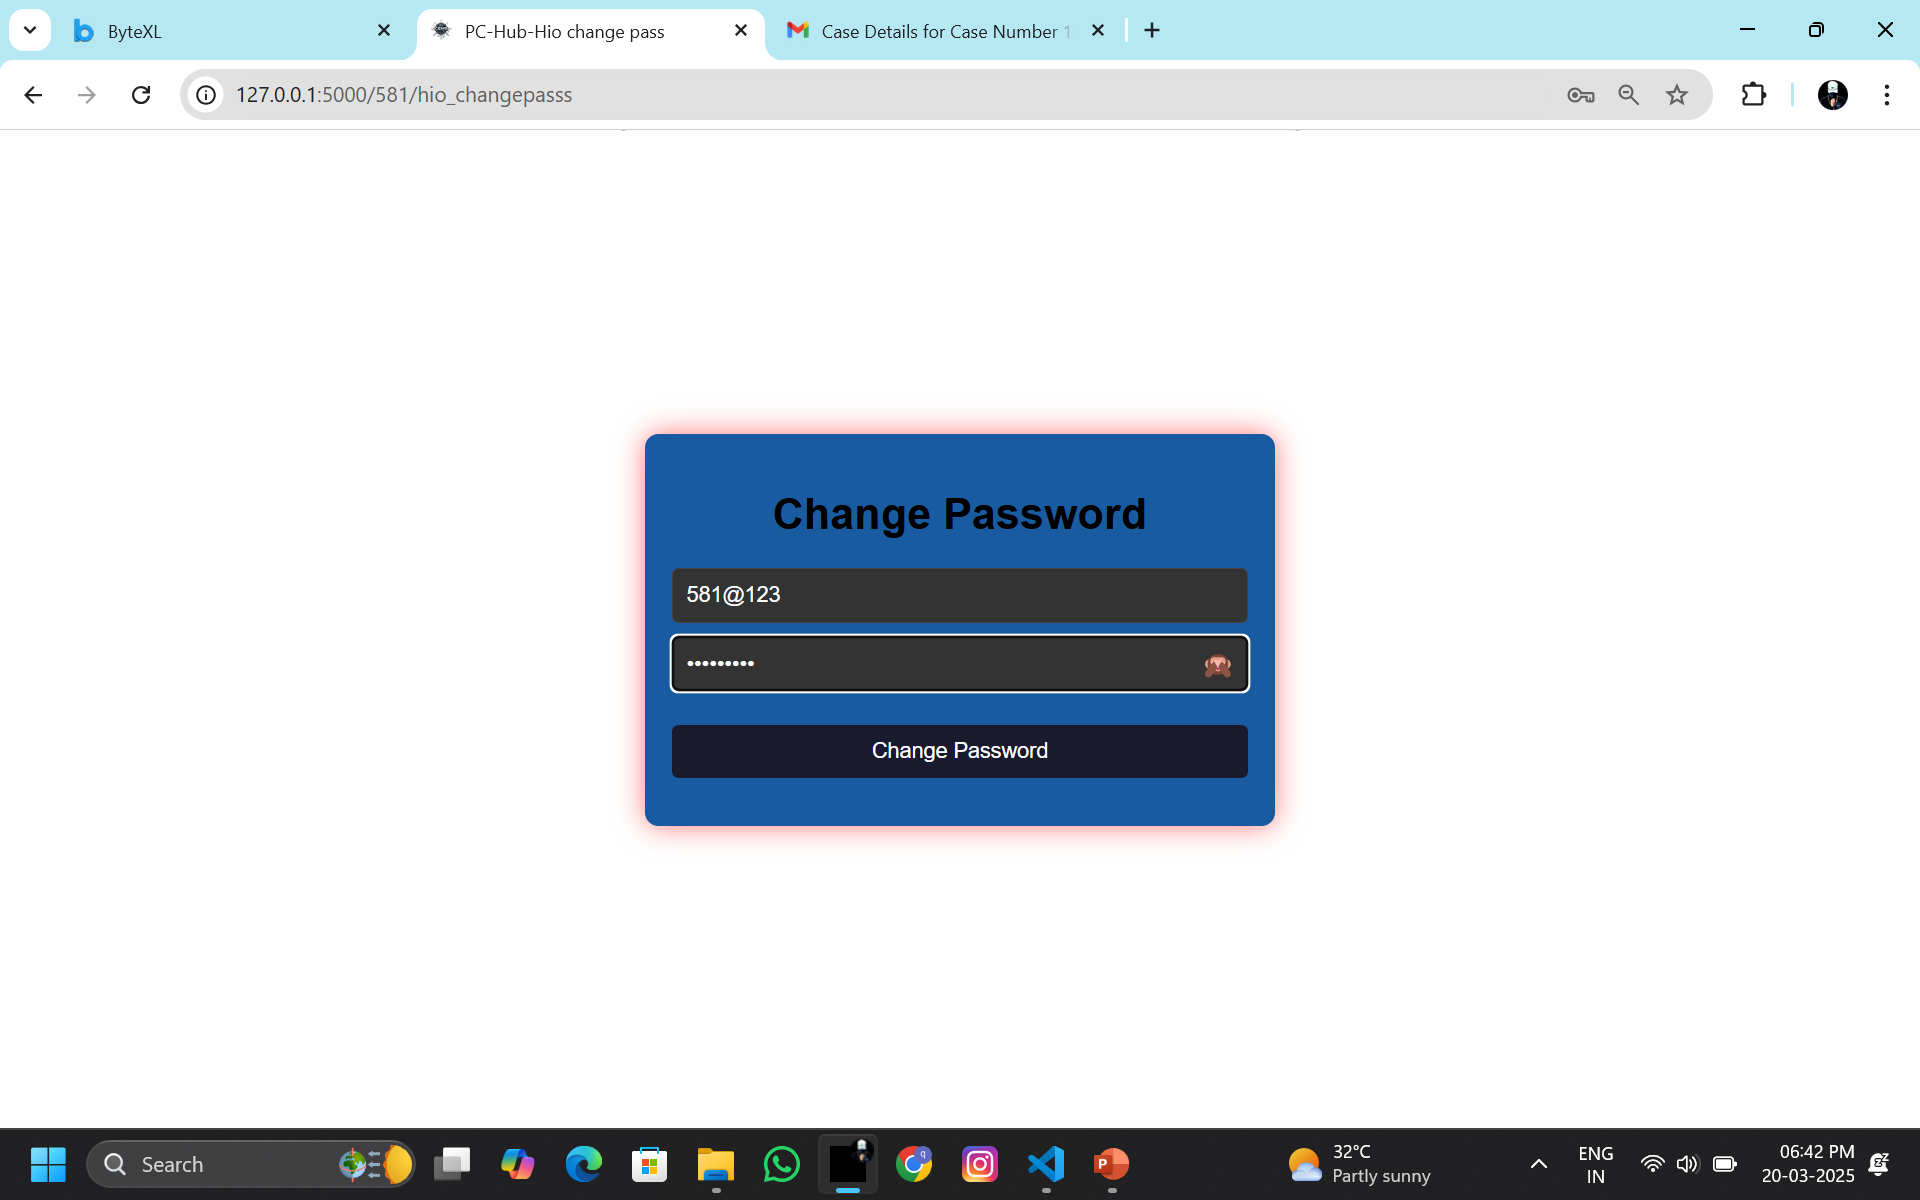 ByteXL
PC-Hub-Hio change pass
Case Details for Case Number 1
127.0.0.1:5000/581/hio_changepasss
Change Password
581@123
•••••••••
Change Password
Search
32°C
Partly sunny
ENG
IN
06:42 PM
20-03-2025